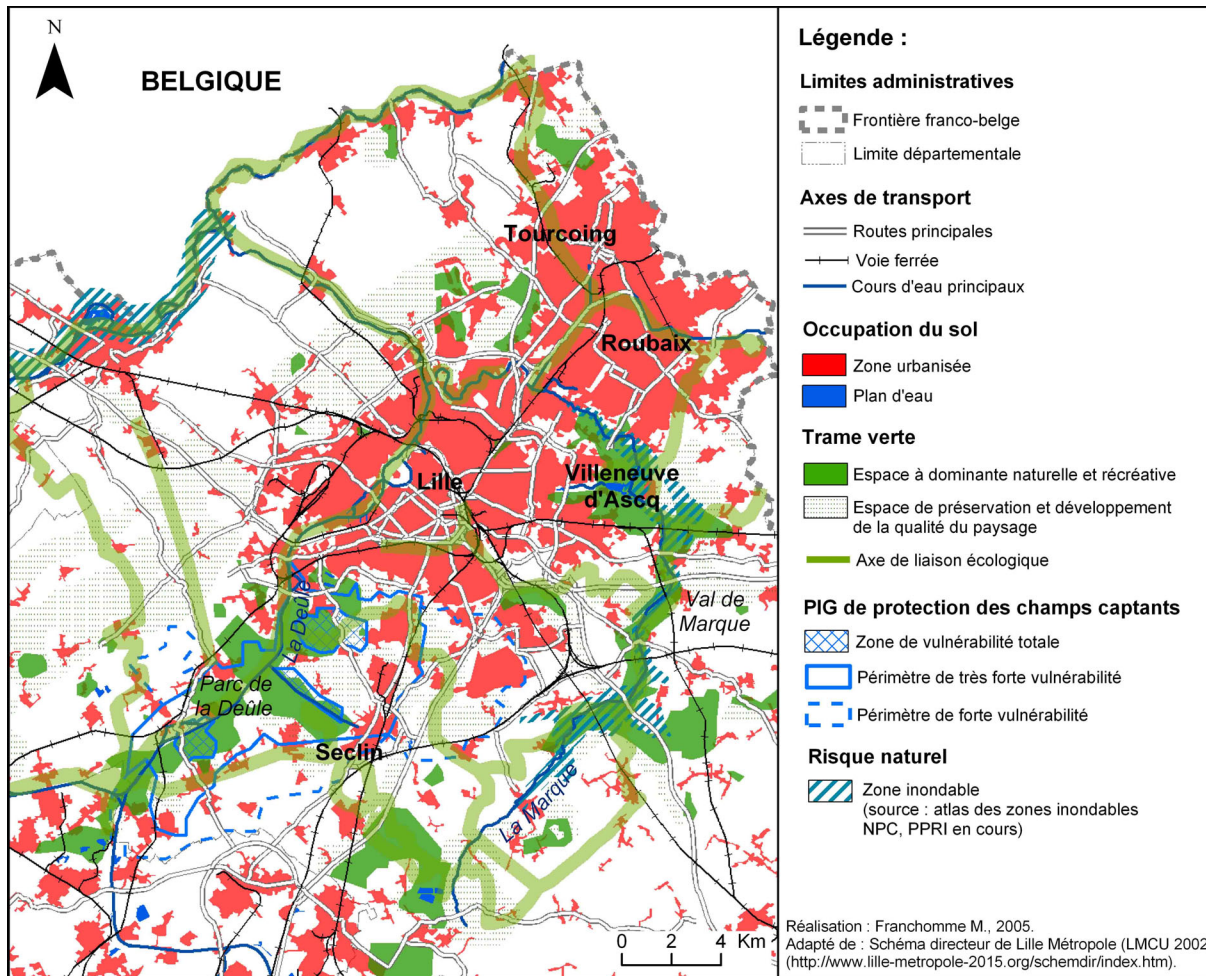 N
BELGIQUE
Tourcoing
Roubaix
Villeneuve
d'Ascq
Lille
La Deûle
Val de
Marque
Parc de
la Deûle
Seclin
La Marque
0 2 4 Km
Légende :
Limites administratives
Frontière franco-belge
Limite départementale
Axes de transport
Routes principales
Voie ferrée
Cours d'eau principaux
Occupation du sol
Zone urbanisée
Plan d'eau
Trame verte
Espace à dominante naturelle et récréative
Espace de préservation et développement
de la qualité du paysage
Axe de liaison écologique
PIG de protection des champs captants
Zone de vulnérabilité totale
Périmètre de très forte vulnérabilité
Périmètre de forte vulnérabilité
Risque naturel
Zone inondable
(source : atlas des zones inondables
NPC, PPRI en cours)
Réalisation : Franchomme M., 2005.
Adapté de : Schéma directeur de Lille Métropole (LMCU 2002
(http://www.lille-metropole-2015.org/schemdir/index.htm).